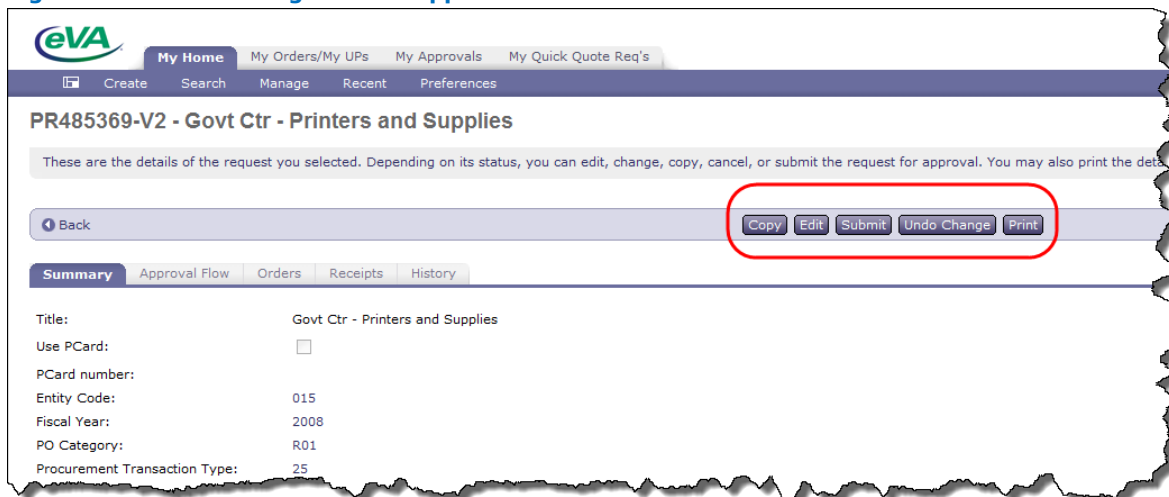 eVA
My Home My Orders/My UPs My Approvals My Quick Quote Req's
Create Search Manage Recent Preferences
PR485369-V2 - Govt Ctr - Printers and Supplies
These are the details of the request you selected. Depending on its status, you can edit, change, copy, cancel, or submit the request for approval. You may also print the
Back Copy Edit Submit Undo Change Print
Summary Approval Flow Orders Receipts History
Title: Govt Ctr - Printers and Supplies
Use PCard:
PCard number:
Entity Code: 015
Fiscal Year: 2008
PO Category: R01
Procurement Transaction Type: 25